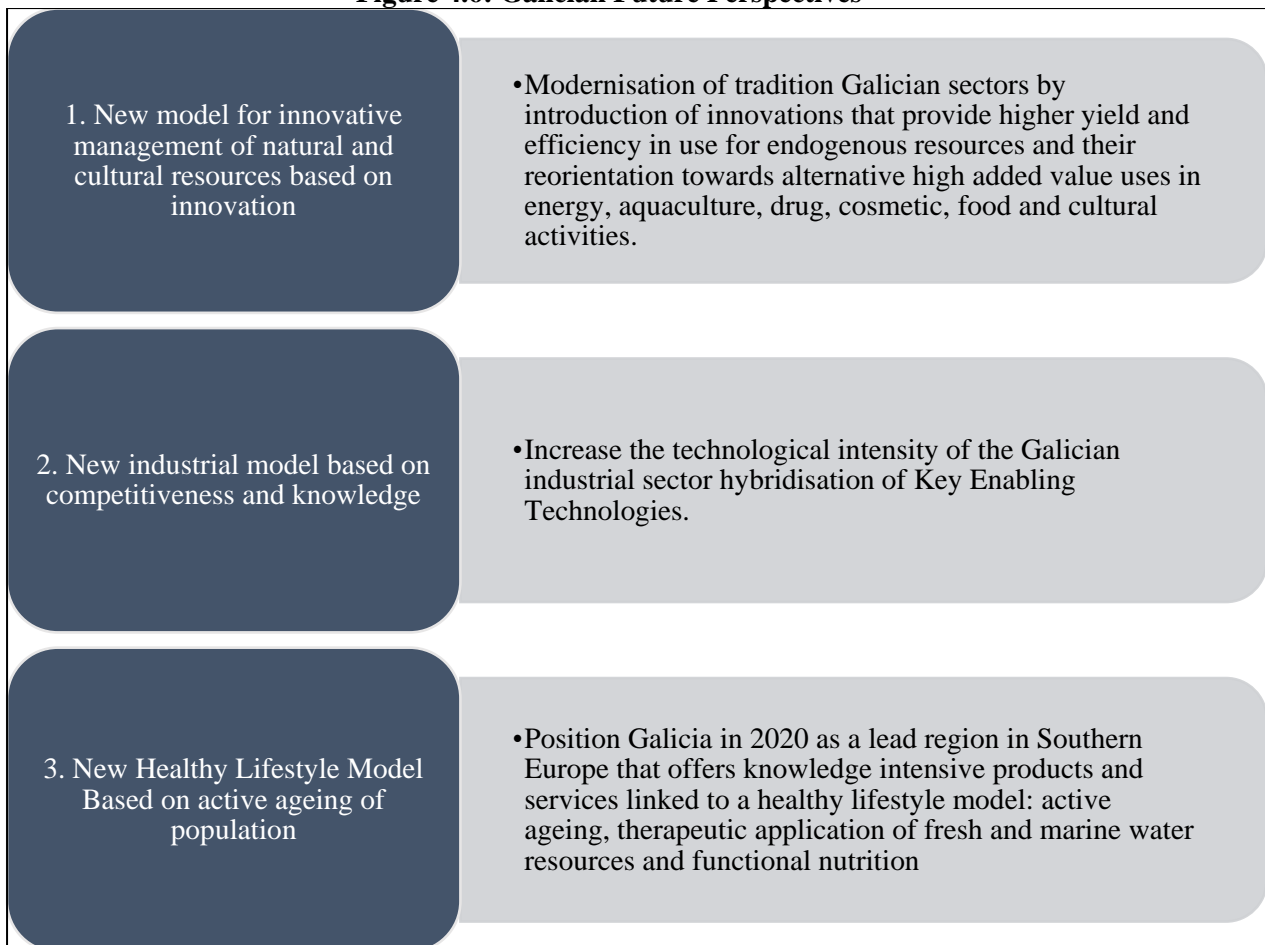 Figure 4.6: Galician Future Perspectives
1. New model for innovative
management of natural and
cultural resources based on
innovation
•Modernisation of tradition Galician sectors by
introduction of innovations that provide higher yield and
efficiency in use for endogenous resources and their
reorientation towards alternative high added value uses in
energy, aquaculture, drug, cosmetic, food and cultural
activities.
2. New industrial model based on
competitiveness and knowledge
•Increase the technological intensity of the Galician
industrial sector hybridisation of Key Enabling
Technologies.
3. New Healthy Lifestyle Model
Based on active ageing of
population
•Position Galicia in 2020 as a lead region in Southern
Europe that offers knowledge intensive products and
services linked to a healthy lifestyle model: active
ageing, therapeutic application of fresh and marine water
resources and functional nutrition